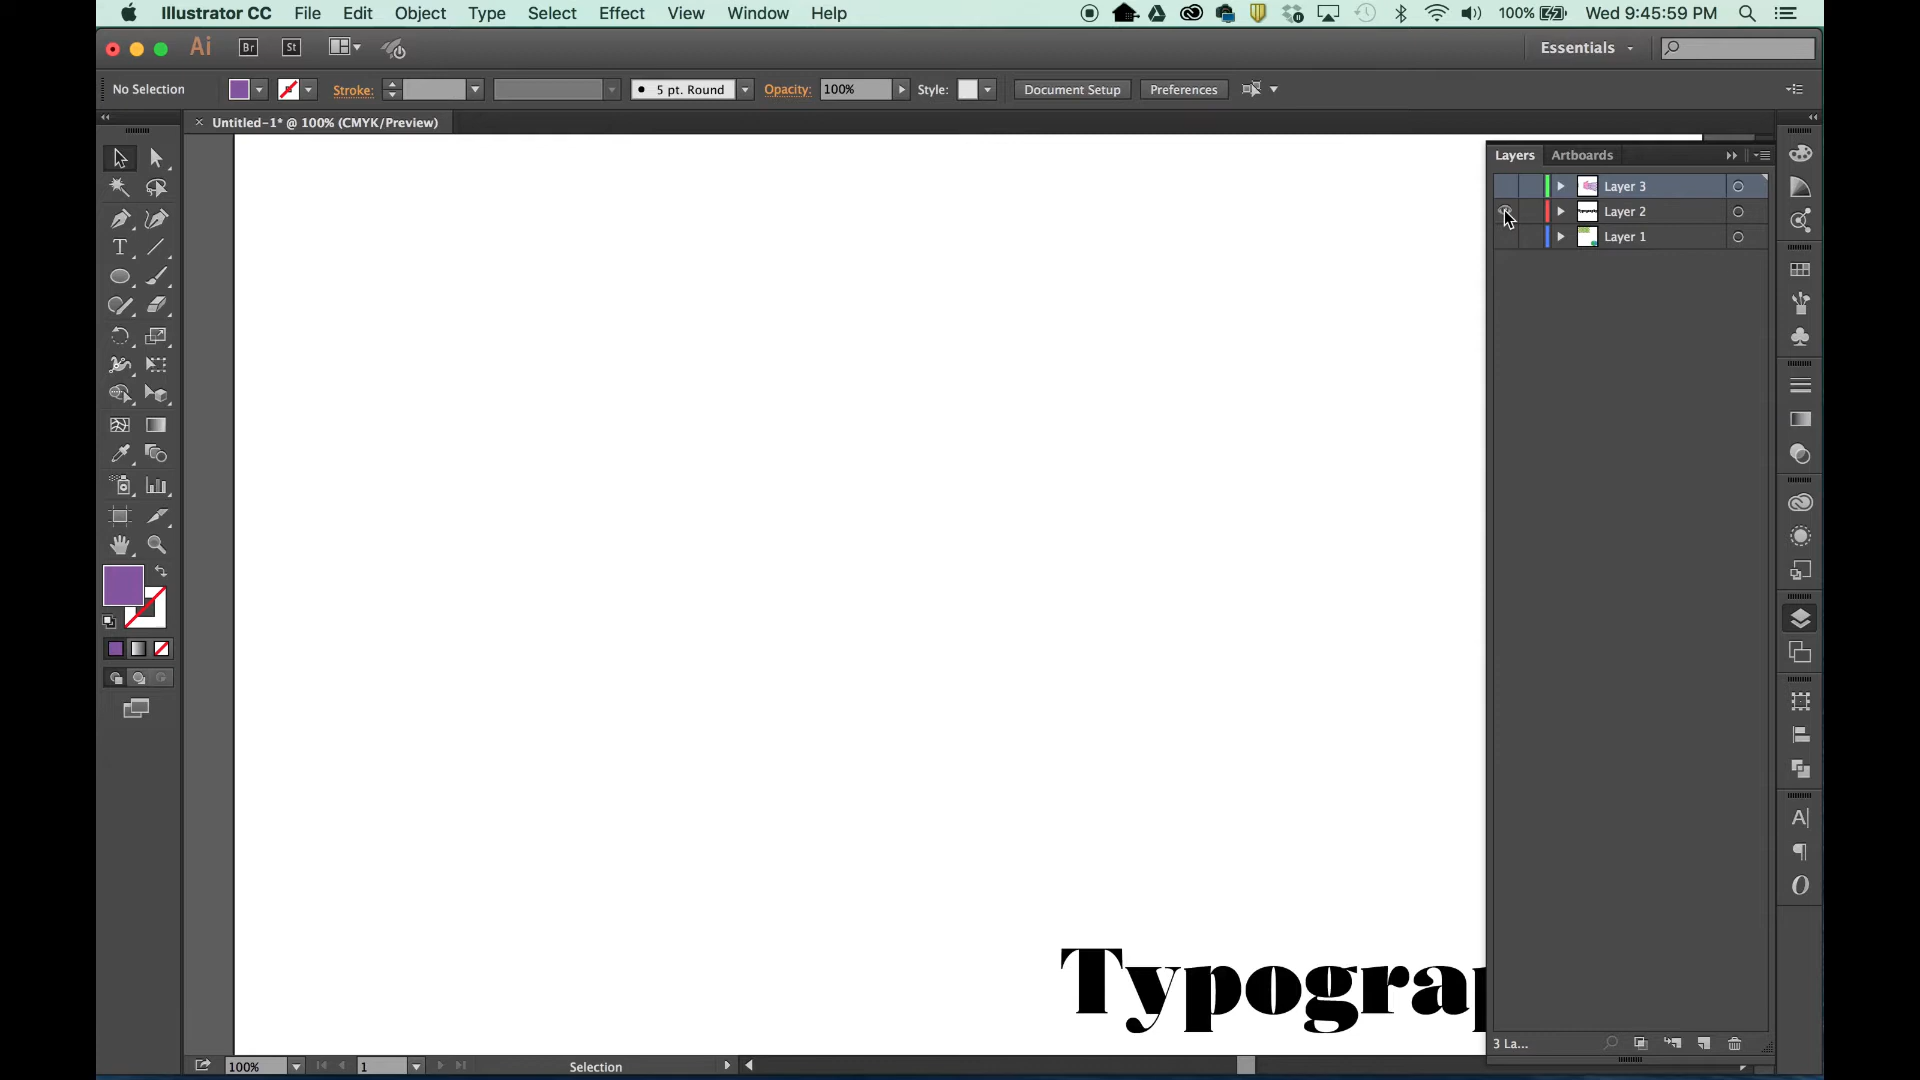 Illustrator CC File Edit Object Type Select Effect View Window Help 100% Wed 9:45:59 PM
Ai Br St Essentials
No Selection Stroke: 5 pt. Round Opacity: 100% Style: Document Setup Preferences
Untitled-1* @ 100% (CMYK/Preview)
Layers Artboards
Layer 3
Layer 2
Layer 1
Typograp
3 La...
100% 1 Selection